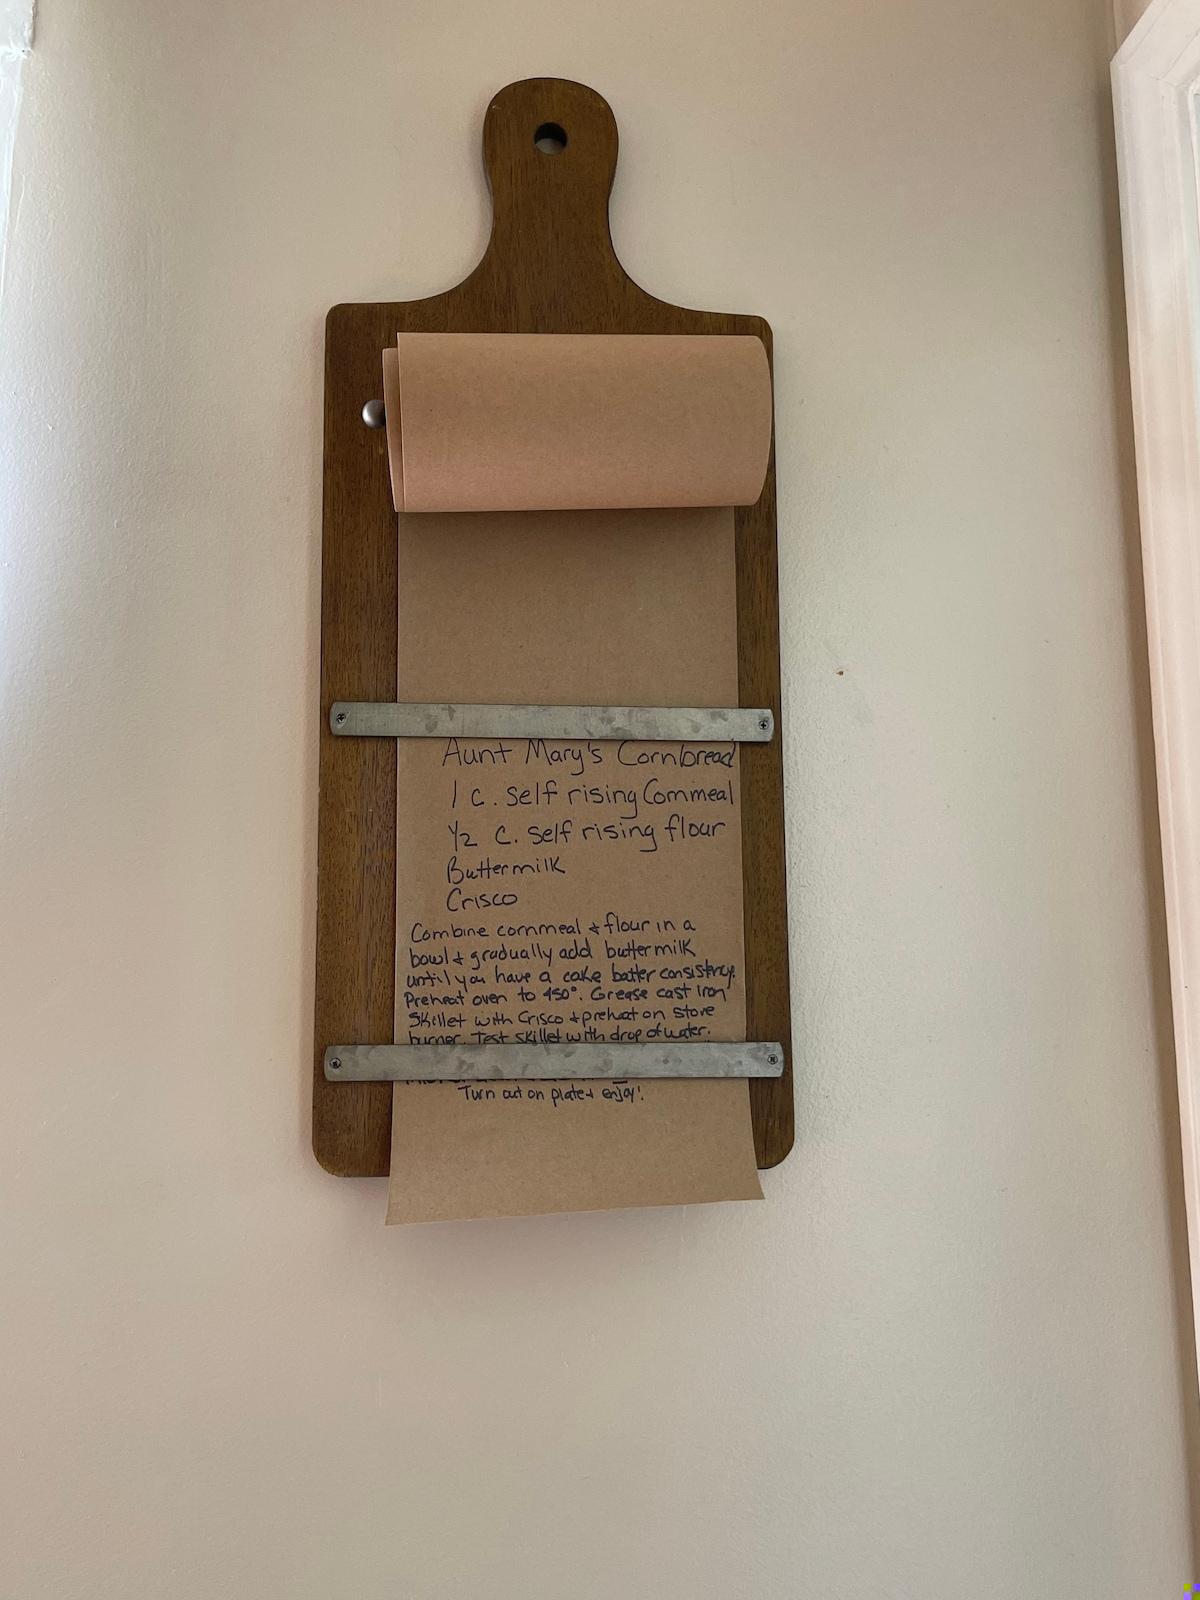 Aunt Mary's Cornbread
1 c. self rising Cornmeal
1/2 c. self rising flour
Buttermilk
Crisco
Combine cornmeal & flour in a
bowl & gradually add buttermilk
until you have a cake batter consistency.
Preheat oven to 450°. Grease cast iron
Skillet with Crisco & preheat on stove
burner. Test skillet with drop of water.
Turn out on plate & enjoy!